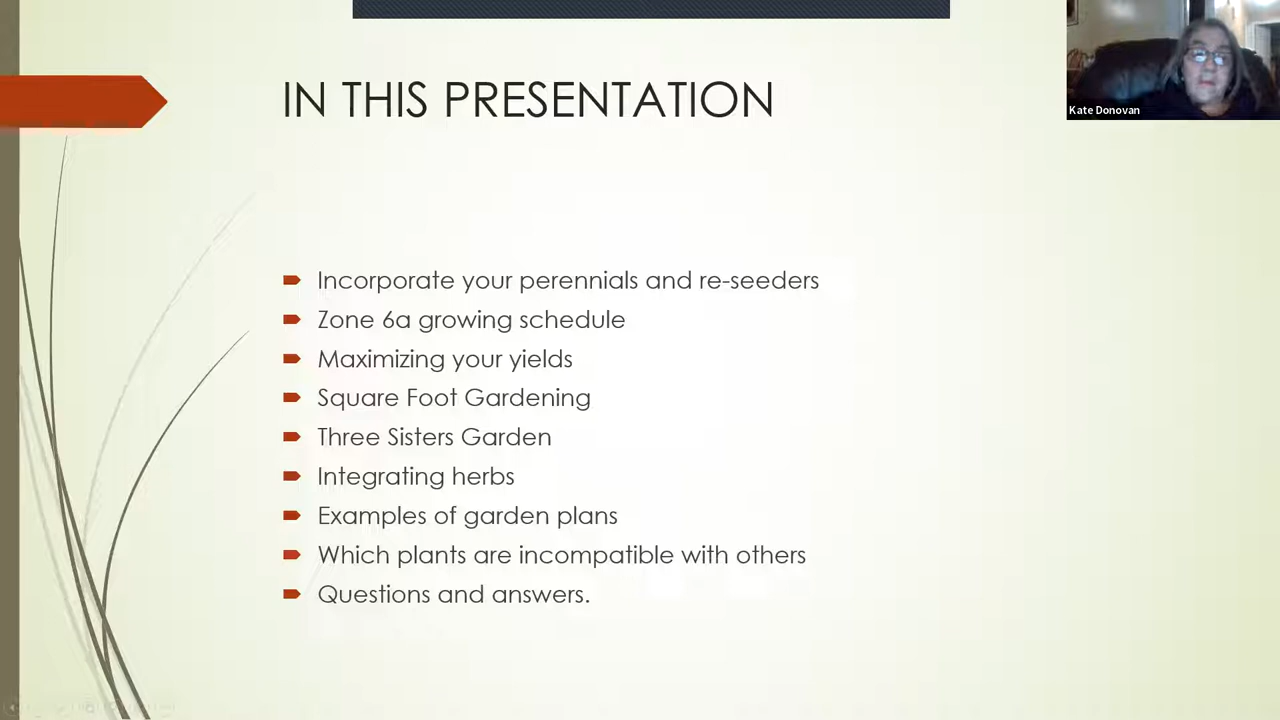 IN THIS PRESENTATION
Kate Donovan
Incorporate your perennials and re-seeders
Zone 6a growing schedule
Maximizing your yields
Square Foot Gardening
Three Sisters Garden
Integrating herbs
Examples of garden plans
Which plants are incompatible with others
Questions and answers.